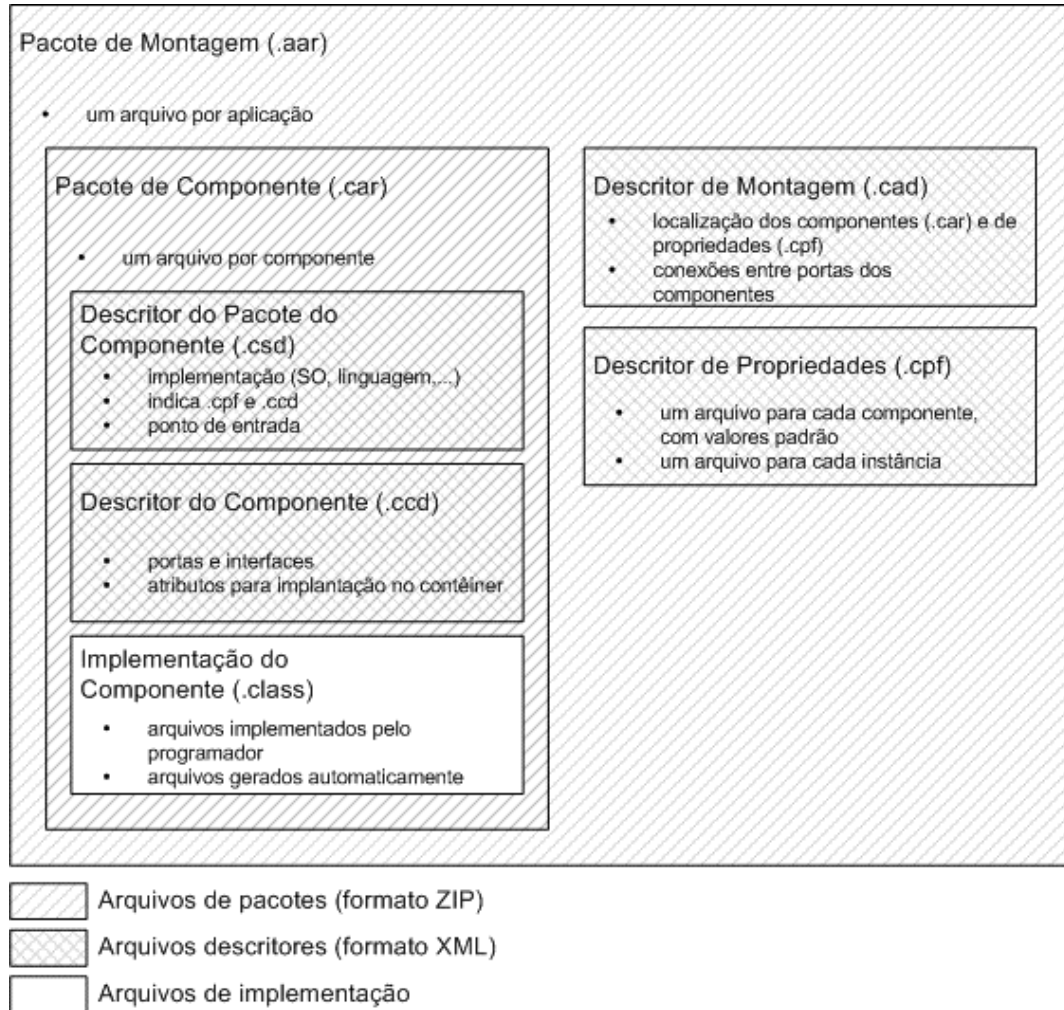 Pacote de Montagem (.aar)
• um arquivo por aplicação
Pacote de Componente (.car)
• um arquivo por componente
Descritor do Pacote do
Componente (.csd)
• implementação (SO, linguagem,...)
• indica .cpf e .ccd
• ponto de entrada
Descritor do Componente (.ccd)
• portas e interfaces
• atributos para implantação no contêiner
Implementação do
Componente (.class)
• arquivos implementados pelo
programador
• arquivos gerados automaticamente
Descritor de Montagem (.cad)
• localização dos componentes (.car) e de
propriedades (.cpf)
• conexões entre portas dos
componentes
Descritor de Propriedades (.cpf)
• um arquivo para cada componente,
com valores padrão
• um arquivo para cada instância
Arquivos de pacotes (formato ZIP)
Arquivos descritores (formato XML)
Arquivos de implementação